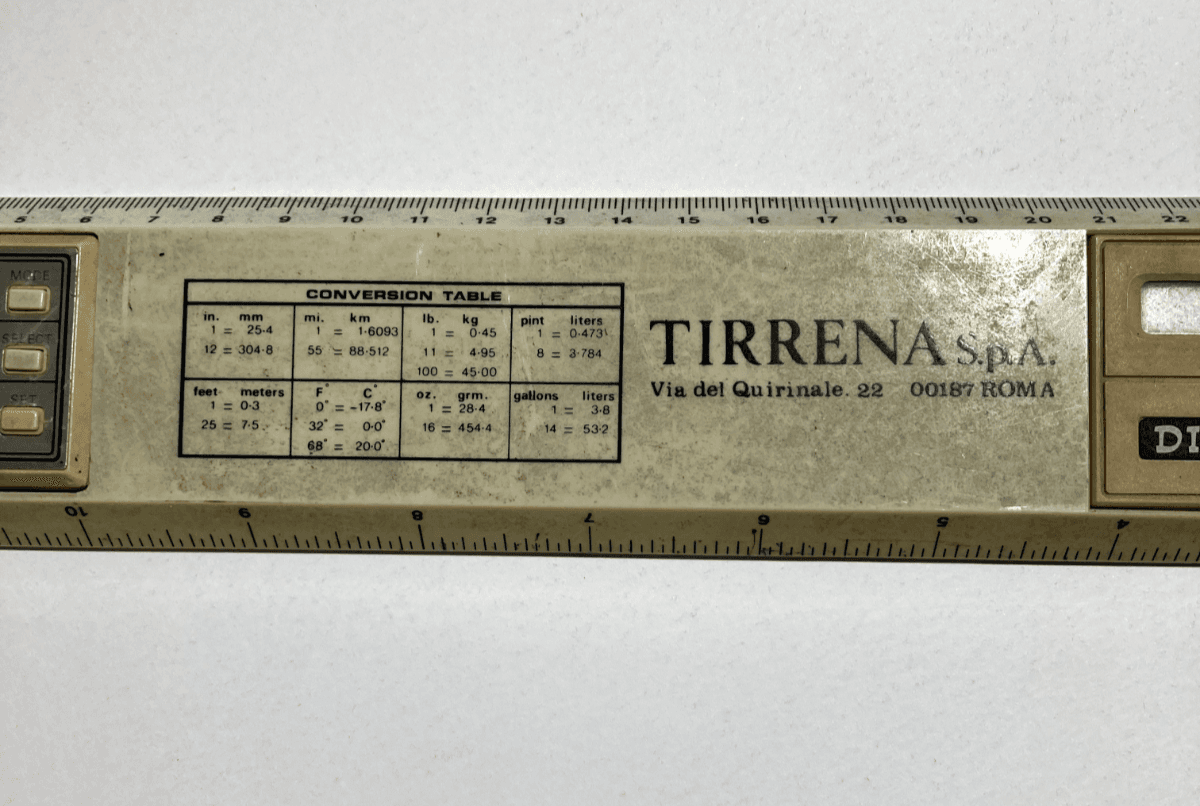 5 6 7 8 9 10 11 12 13 14 15 16 17 18 19 20 21 22
MODE
SELECT
SET
CONVERSION TABLE
in. mm
1 = 25·4
12 = 304·8
mi. km
1 = 1·6093
55 = 88·512
lb. kg
1 = 0·45
11 = 4·95
100 = 45·00
pint liters
1 = 0·473
8 = 3·784
feet meters
1 = 0·3
25 = 7·5
F° C°
0° = -17·8°
32° = 0·0°
68° = 20·0°
oz. grm.
1 = 28·4
16 = 454·4
gallons liters
1 = 3·8
14 = 53·2
TIRRENA S.p.A.
Via del Quirinale. 22 00187 ROMA
DI
10 9 8 7 6 5 4